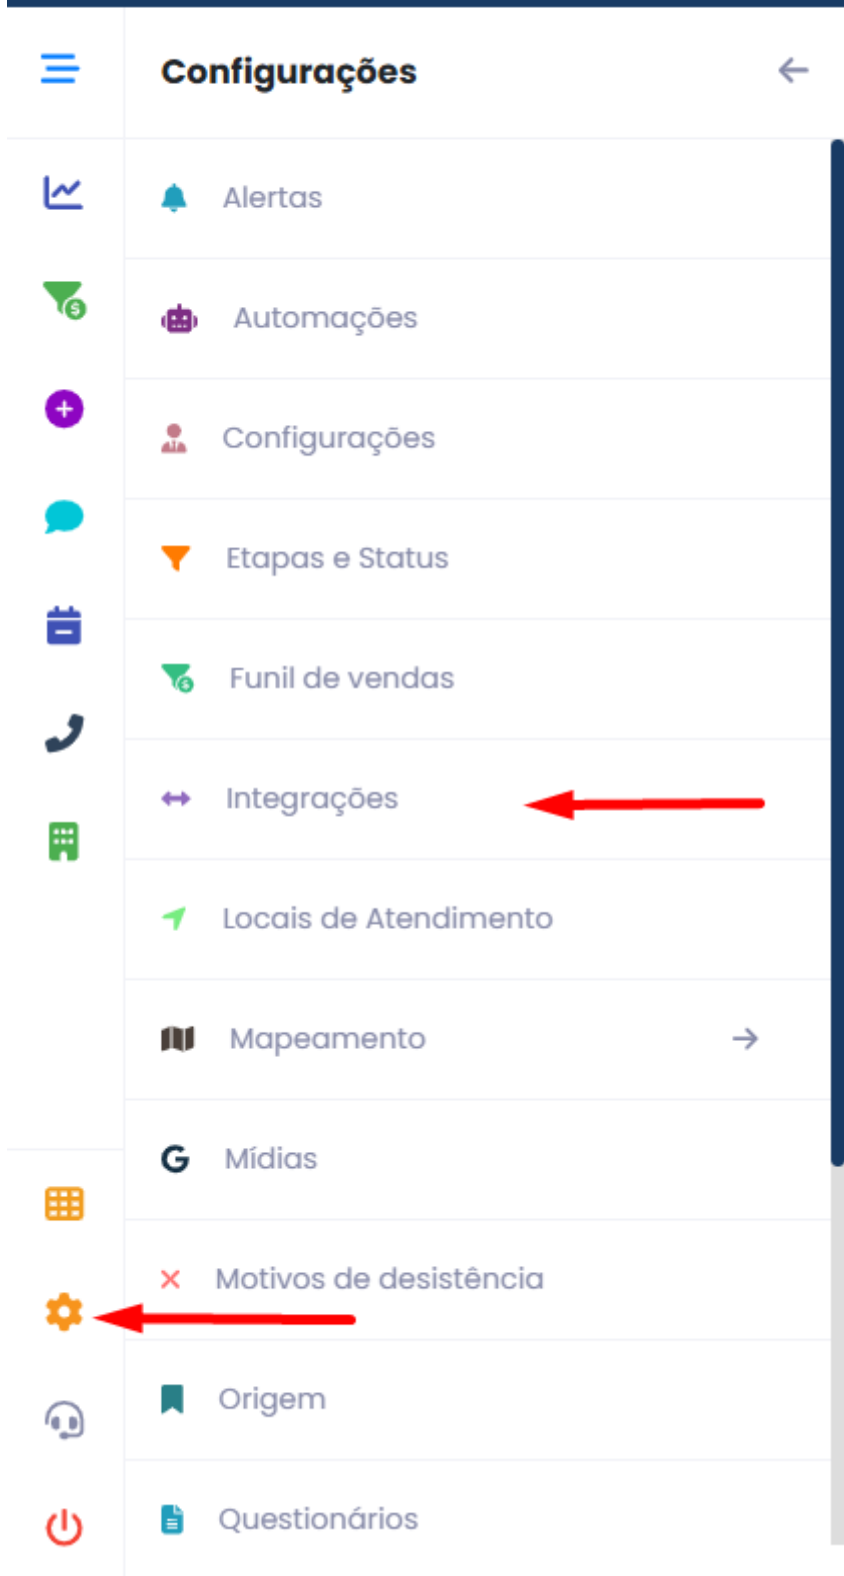 Configurações
Alertas
Automações
Configurações
Etapas e Status
Funil de vendas
Integrações
Locais de Atendimento
Mapeamento
Mídias
Motivos de desistência
Origem
Questionários